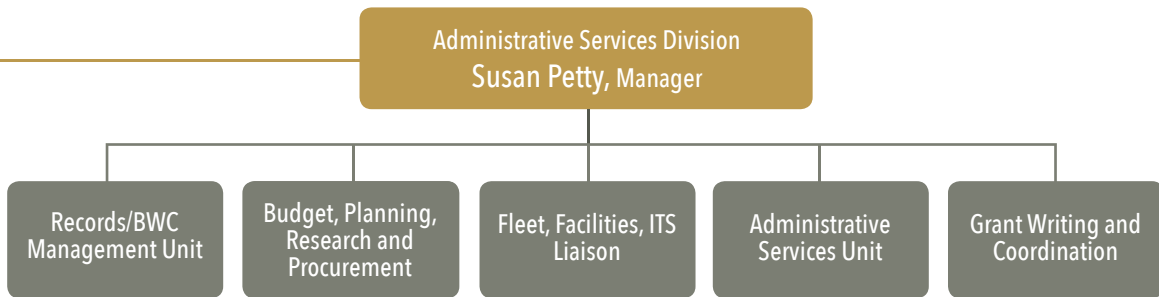 Administrative Services Division
Susan Petty, Manager
Records/BWC
Management Unit
Budget, Planning,
Research and
Procurement
Fleet, Facilities, ITS
Liaison
Administrative
Services Unit
Grant Writing and
Coordination